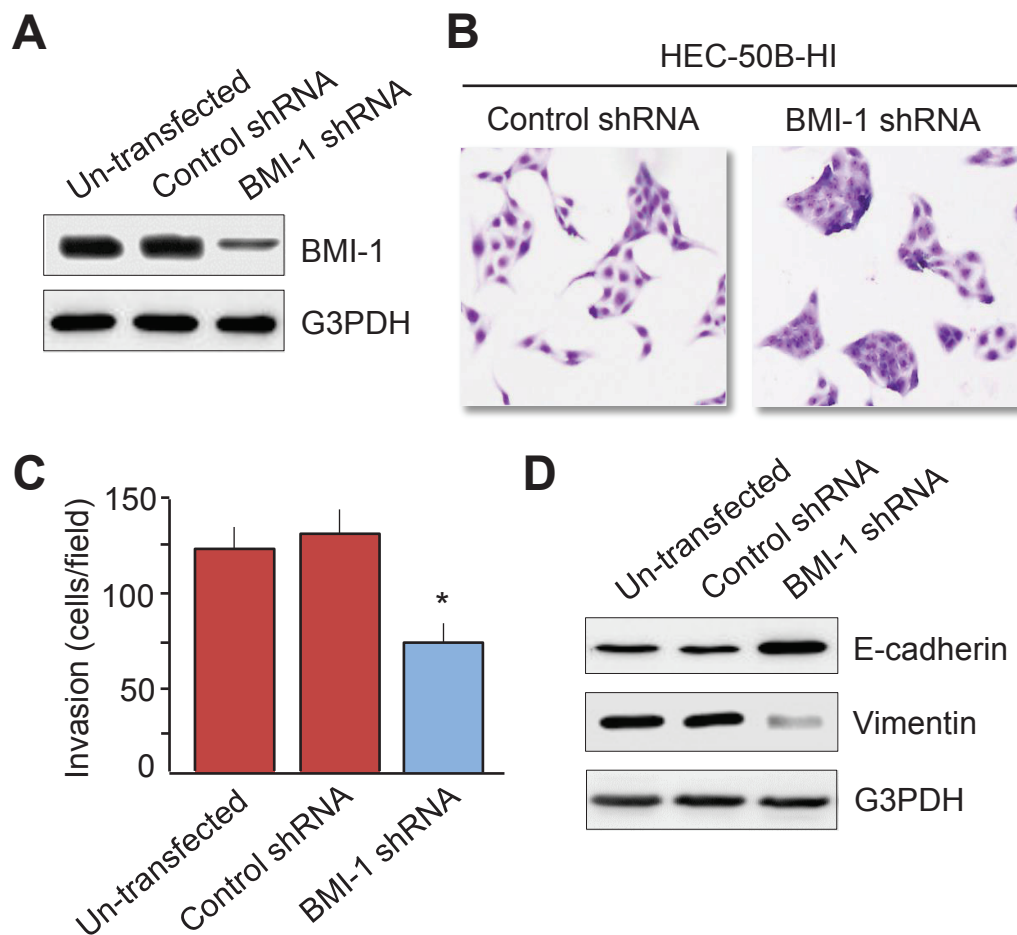 A
Un-transfected
Control shRNA
BMI-1 shRNA
BMI-1
G3PDH
B
HEC-50B-HI
Control shRNA
BMI-1 shRNA
C
Invasion (cells/field)
150
100
50
0
*
Un-transfected
Control shRNA
BMI-1 shRNA
D
Un-transfected
Control shRNA
BMI-1 shRNA
E-cadherin
Vimentin
G3PDH